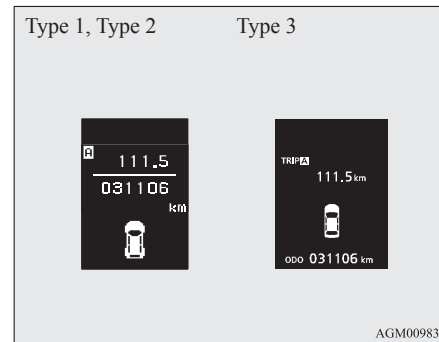 Type 1, Type 2
Type 3
A
111.5
031106
km
TRIP A
111.5 km
ODO 031106 km
AGM00983